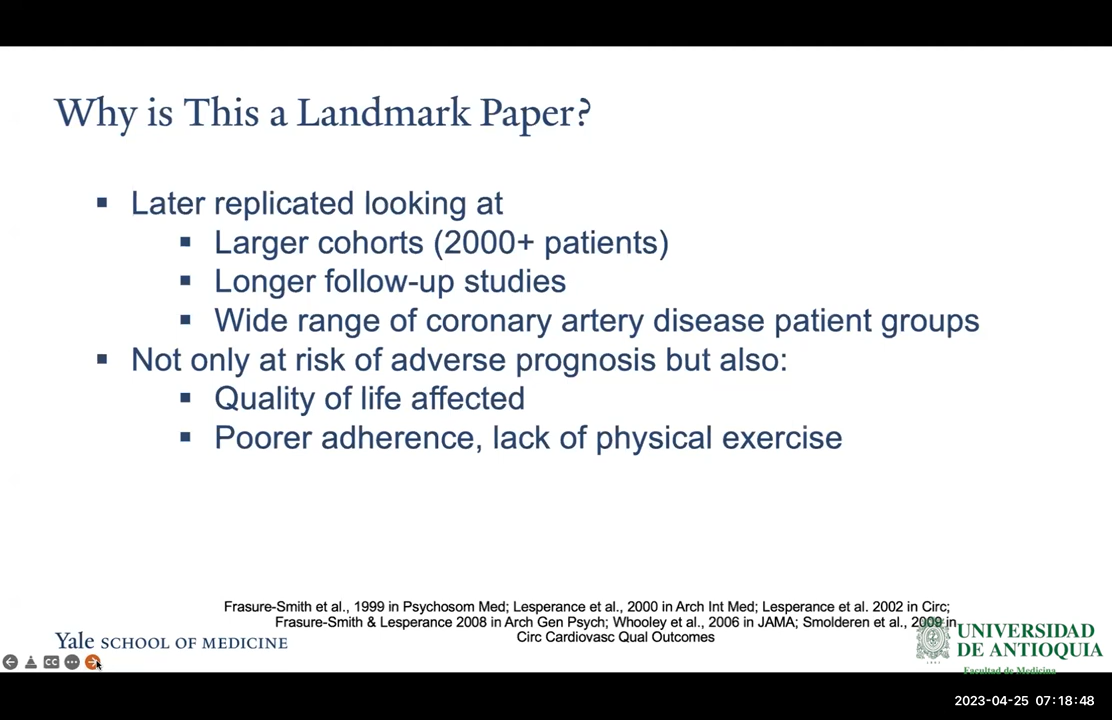 Why is This a Landmark Paper?
▪ Later replicated looking at
▪ Larger cohorts (2000+ patients)
▪ Longer follow-up studies
▪ Wide range of coronary artery disease patient groups
▪ Not only at risk of adverse prognosis but also:
▪ Quality of life affected
▪ Poorer adherence, lack of physical exercise
Frasure-Smith et al., 1999 in Psychosom Med; Lesperance et al., 2000 in Arch Int Med; Lesperance et al. 2002 in Circ;
Frasure-Smith & Lesperance 2008 in Arch Gen Psych; Whooley et al., 2006 in JAMA; Smolderen et al., 2009 in
Circ Cardiovasc Qual Outcomes
Yale SCHOOL OF MEDICINE
UNIVERSIDAD
DE ANTIOQUIA
Facultad de Medicina
CC
2023-04-25 07:18:48